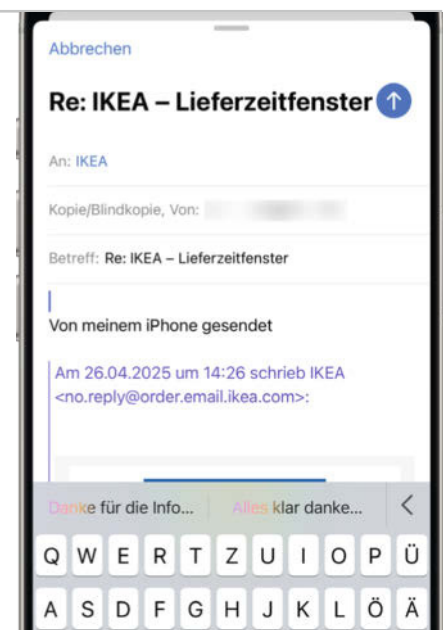 Abbrechen
Re: IKEA – Lieferzeitfenster
An: IKEA
Kopie/Blindkopie, Von:
Betreff: Re: IKEA – Lieferzeitfenster
Von meinem iPhone gesendet
Am 26.04.2025 um 14:26 schrieb IKEA
<no.reply@order.email.ikea.com>:
Danke für die Info... Alles klar danke...
Q W E R T Z U I O P Ü
A S D F G H J K L Ö Ä